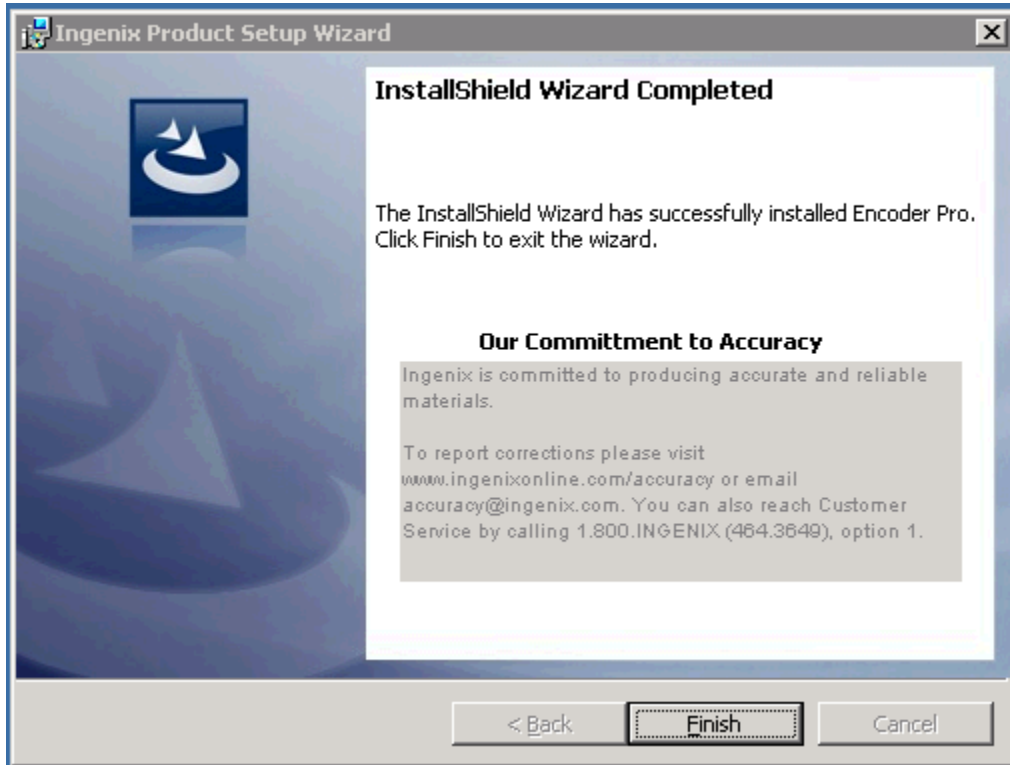 Ingenix Product Setup Wizard
InstallShield Wizard Completed
The InstallShield Wizard has successfully installed Encoder Pro.
Click Finish to exit the wizard.
Our Committment to Accuracy
Ingenix is committed to producing accurate and reliable
materials.
To report corrections please visit
www.ingenixonline.com/accuracy or email
accuracy@ingenix.com. You can also reach Customer
Service by calling 1.800.INGENIX (464.3649), option 1.
< Back
Finish
Cancel